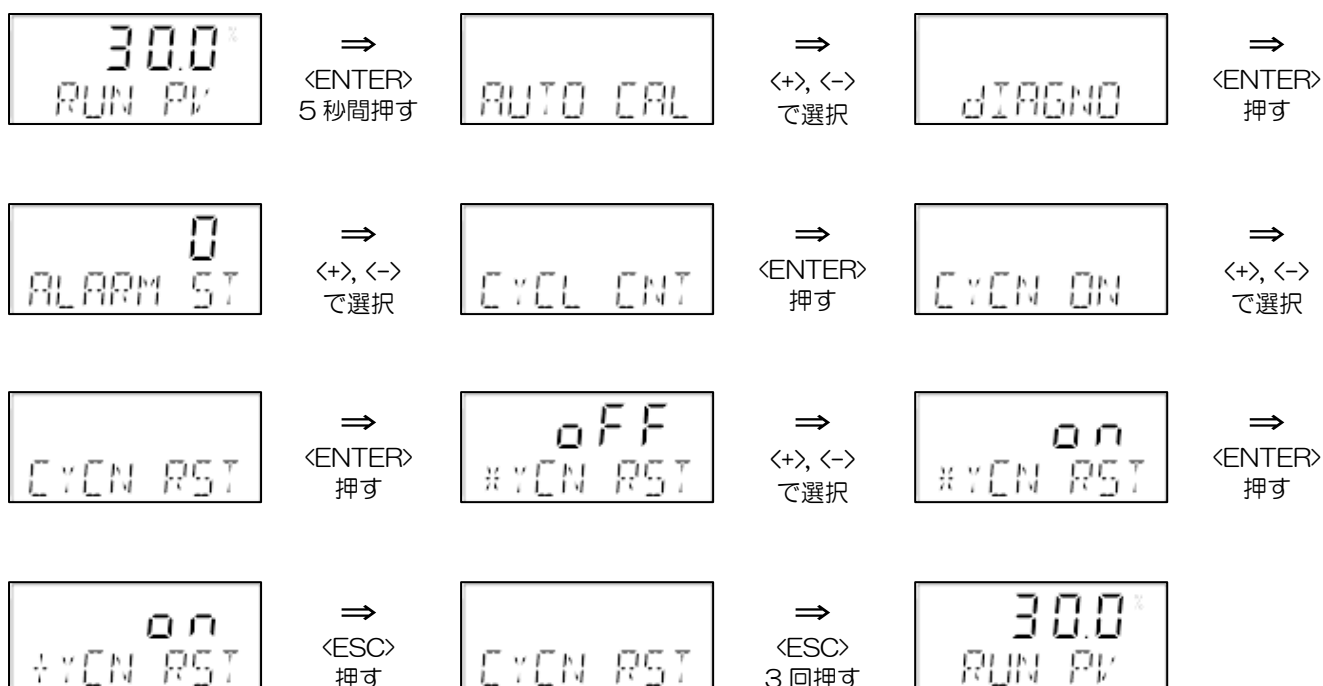 30.0 %
RUN PV
⇒
<ENTER>
5 秒間押す
AUTO CAL
⇒
<+>, <−>
で選択
dIAGNO
⇒
<ENTER>
押す
0
ALARM ST
⇒
<+>, <−>
で選択
CYCL CNT
⇒
<ENTER>
押す
CYCN ON
⇒
<+>, <−>
で選択
CYCN RST
⇒
<ENTER>
押す
oFF
*YCN RST
⇒
<+>, <−>
で選択
on
*YCN RST
⇒
<ENTER>
押す
on
+YCN RST
⇒
<ESC>
押す
CYCN RST
⇒
<ESC>
3 回押す
30.0 %
RUN PV